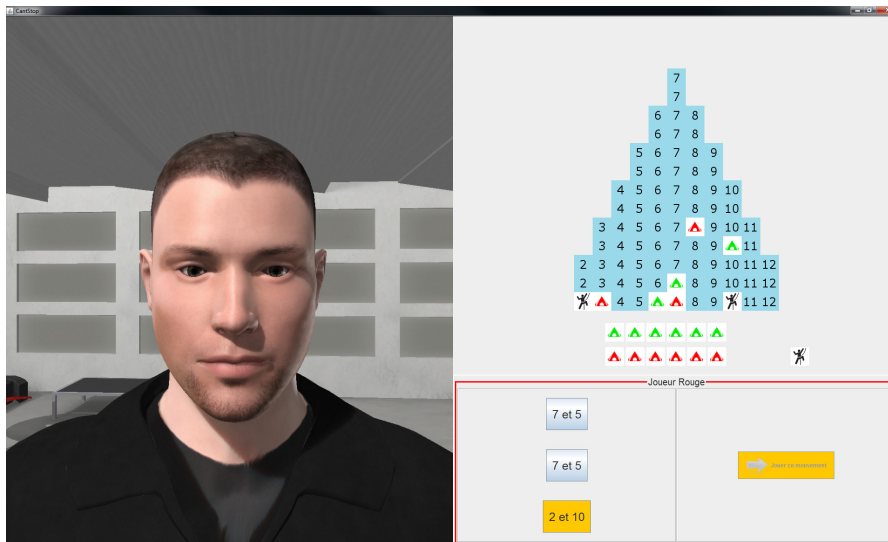 CantStop
7
7
6 7 8
6 7 8
5 6 7 8 9
5 6 7 8 9
4 5 6 7 8 9 10
4 5 6 7 8 9 10
3 4 5 6 7 9 10 11
3 4 5 6 7 8 9 11
2 3 4 5 6 7 8 9 10 11 12
2 3 4 5 6 8 9 10 11 12
4 5 8 9 11 12
Joueur Rouge
7 et 5
7 et 5
2 et 10
Jouer ce mouvement